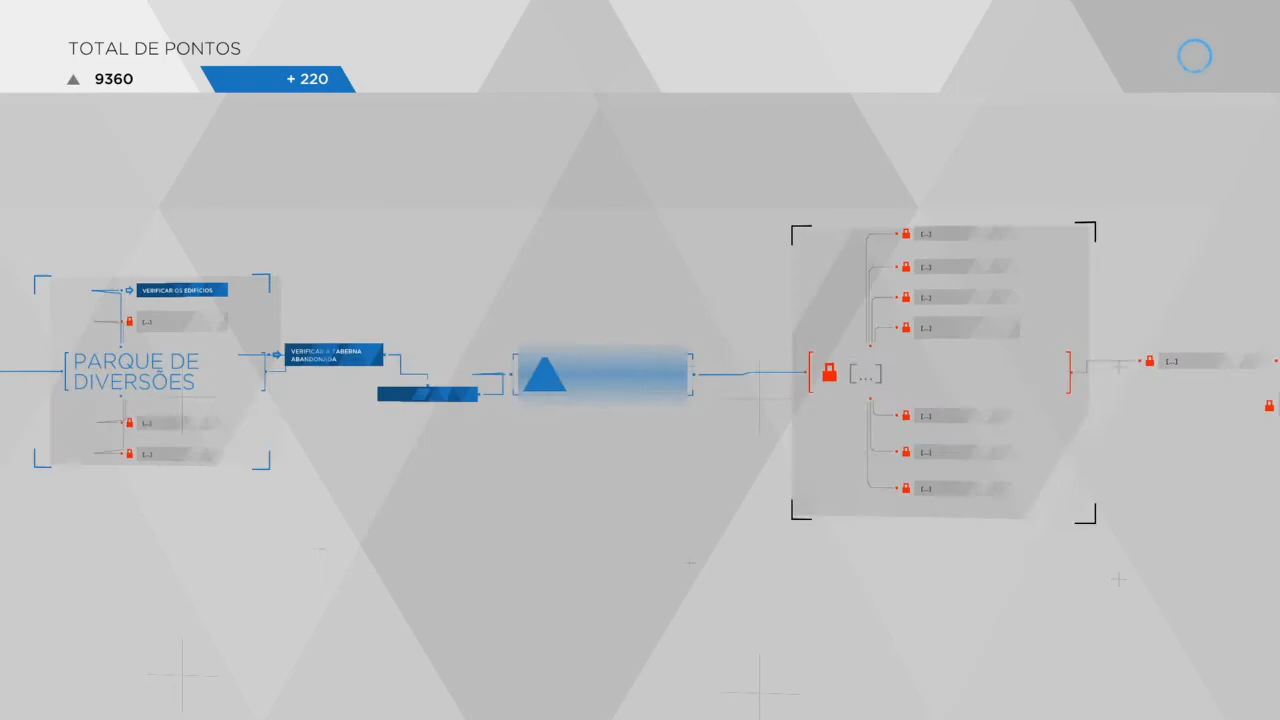 TOTAL DE PONTOS
9360
+ 220
VERIFICAR OS EDIFÍCIOS
[...]
PARQUE DE
DIVERSÕES
[...]
[...]
VERIFICAR A TABERNA
ABANDONADA
[...]
[...]
[...]
[...]
[...]
[...]
[...]
[...]
[...]